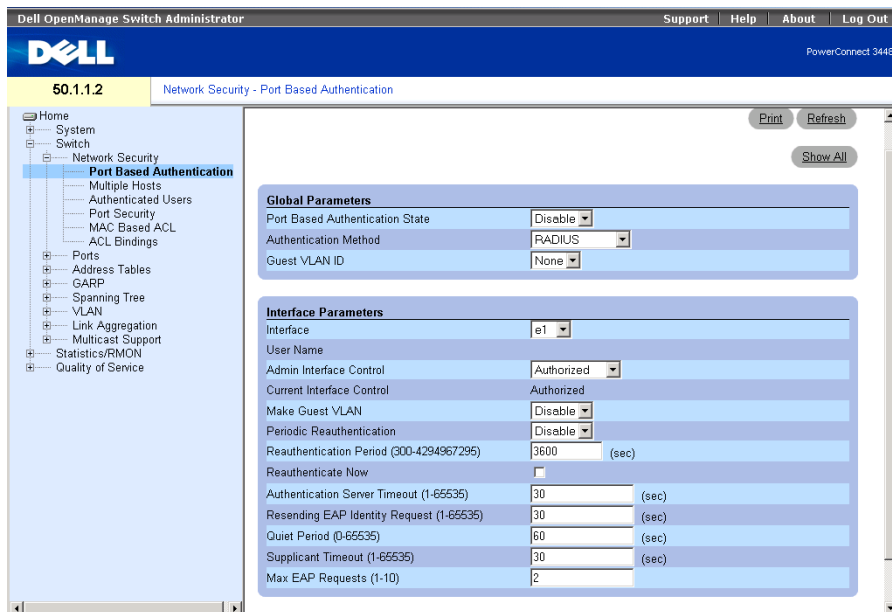 Dell OpenManage Switch Administrator
Support | Help | About | Log Out
DELL
PowerConnect 3448
50.1.1.2
Network Security - Port Based Authentication
Home
System
Switch
Network Security
Port Based Authentication
Multiple Hosts
Authenticated Users
Port Security
MAC Based ACL
ACL Bindings
Ports
Address Tables
GARP
Spanning Tree
VLAN
Link Aggregation
Multicast Support
Statistics/RMON
Quality of Service
Print Refresh
Show All
Global Parameters
Port Based Authentication State Disable
Authentication Method RADIUS
Guest VLAN ID None
Interface Parameters
Interface e1
User Name
Admin Interface Control Authorized
Current Interface Control Authorized
Make Guest VLAN Disable
Periodic Reauthentication Disable
Reauthentication Period (300-4294967295) 3600 (sec)
Reauthenticate Now
Authentication Server Timeout (1-65535) 30 (sec)
Resending EAP Identity Request (1-65535) 30 (sec)
Quiet Period (0-65535) 60 (sec)
Supplicant Timeout (1-65535) 30 (sec)
Max EAP Requests (1-10) 2